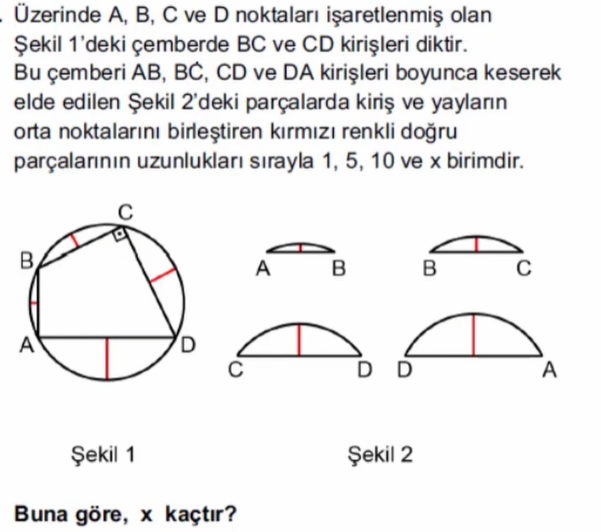 Üzerinde A, B, C ve D noktaları işaretlenmiş olan
Şekil 1'deki çemberde BC ve CD kirişleri diktir.
Bu çemberi AB, BC, CD ve DA kirişleri boyunca keserek
elde edilen Şekil 2'deki parçalarda kiriş ve yayların
orta noktalarını birleştiren kırmızı renkli doğru
parçalarının uzunlukları sırayla 1, 5, 10 ve x birimdir.
C
B
A
D
A B
B C
C D
D A
Şekil 1
Şekil 2
Buna göre, x kaçtır?